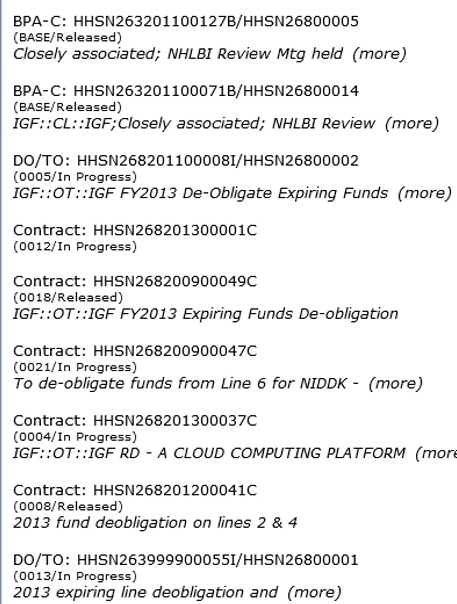 BPA-C: HHSN263201100127B/HHSN26800005
(BASE/Released)
Closely associated; NHLBI Review Mtg held (more)
BPA-C: HHSN263201100071B/HHSN26800014
(BASE/Released)
IGF::CL::IGF;Closely associated; NHLBI Review (more)
DO/TO: HHSN268201100008I/HHSN26800002
(0005/In Progress)
IGF::OT::IGF FY2013 De-Obligate Expiring Funds (more)
Contract: HHSN268201300001C
(0012/In Progress)
Contract: HHSN268200900049C
(0018/Released)
IGF::OT::IGF FY2013 Expiring Funds De-obligation
Contract: HHSN268200900047C
(0021/In Progress)
To de-obligate funds from Line 6 for NIDDK - (more)
Contract: HHSN268201300037C
(0004/In Progress)
IGF::OT::IGF RD - A CLOUD COMPUTING PLATFORM (more
Contract: HHSN268201200041C
(0008/Released)
2013 fund deobligation on lines 2 & 4
DO/TO: HHSN263999900055I/HHSN26800001
(0013/In Progress)
2013 expiring line deobligation and (more)